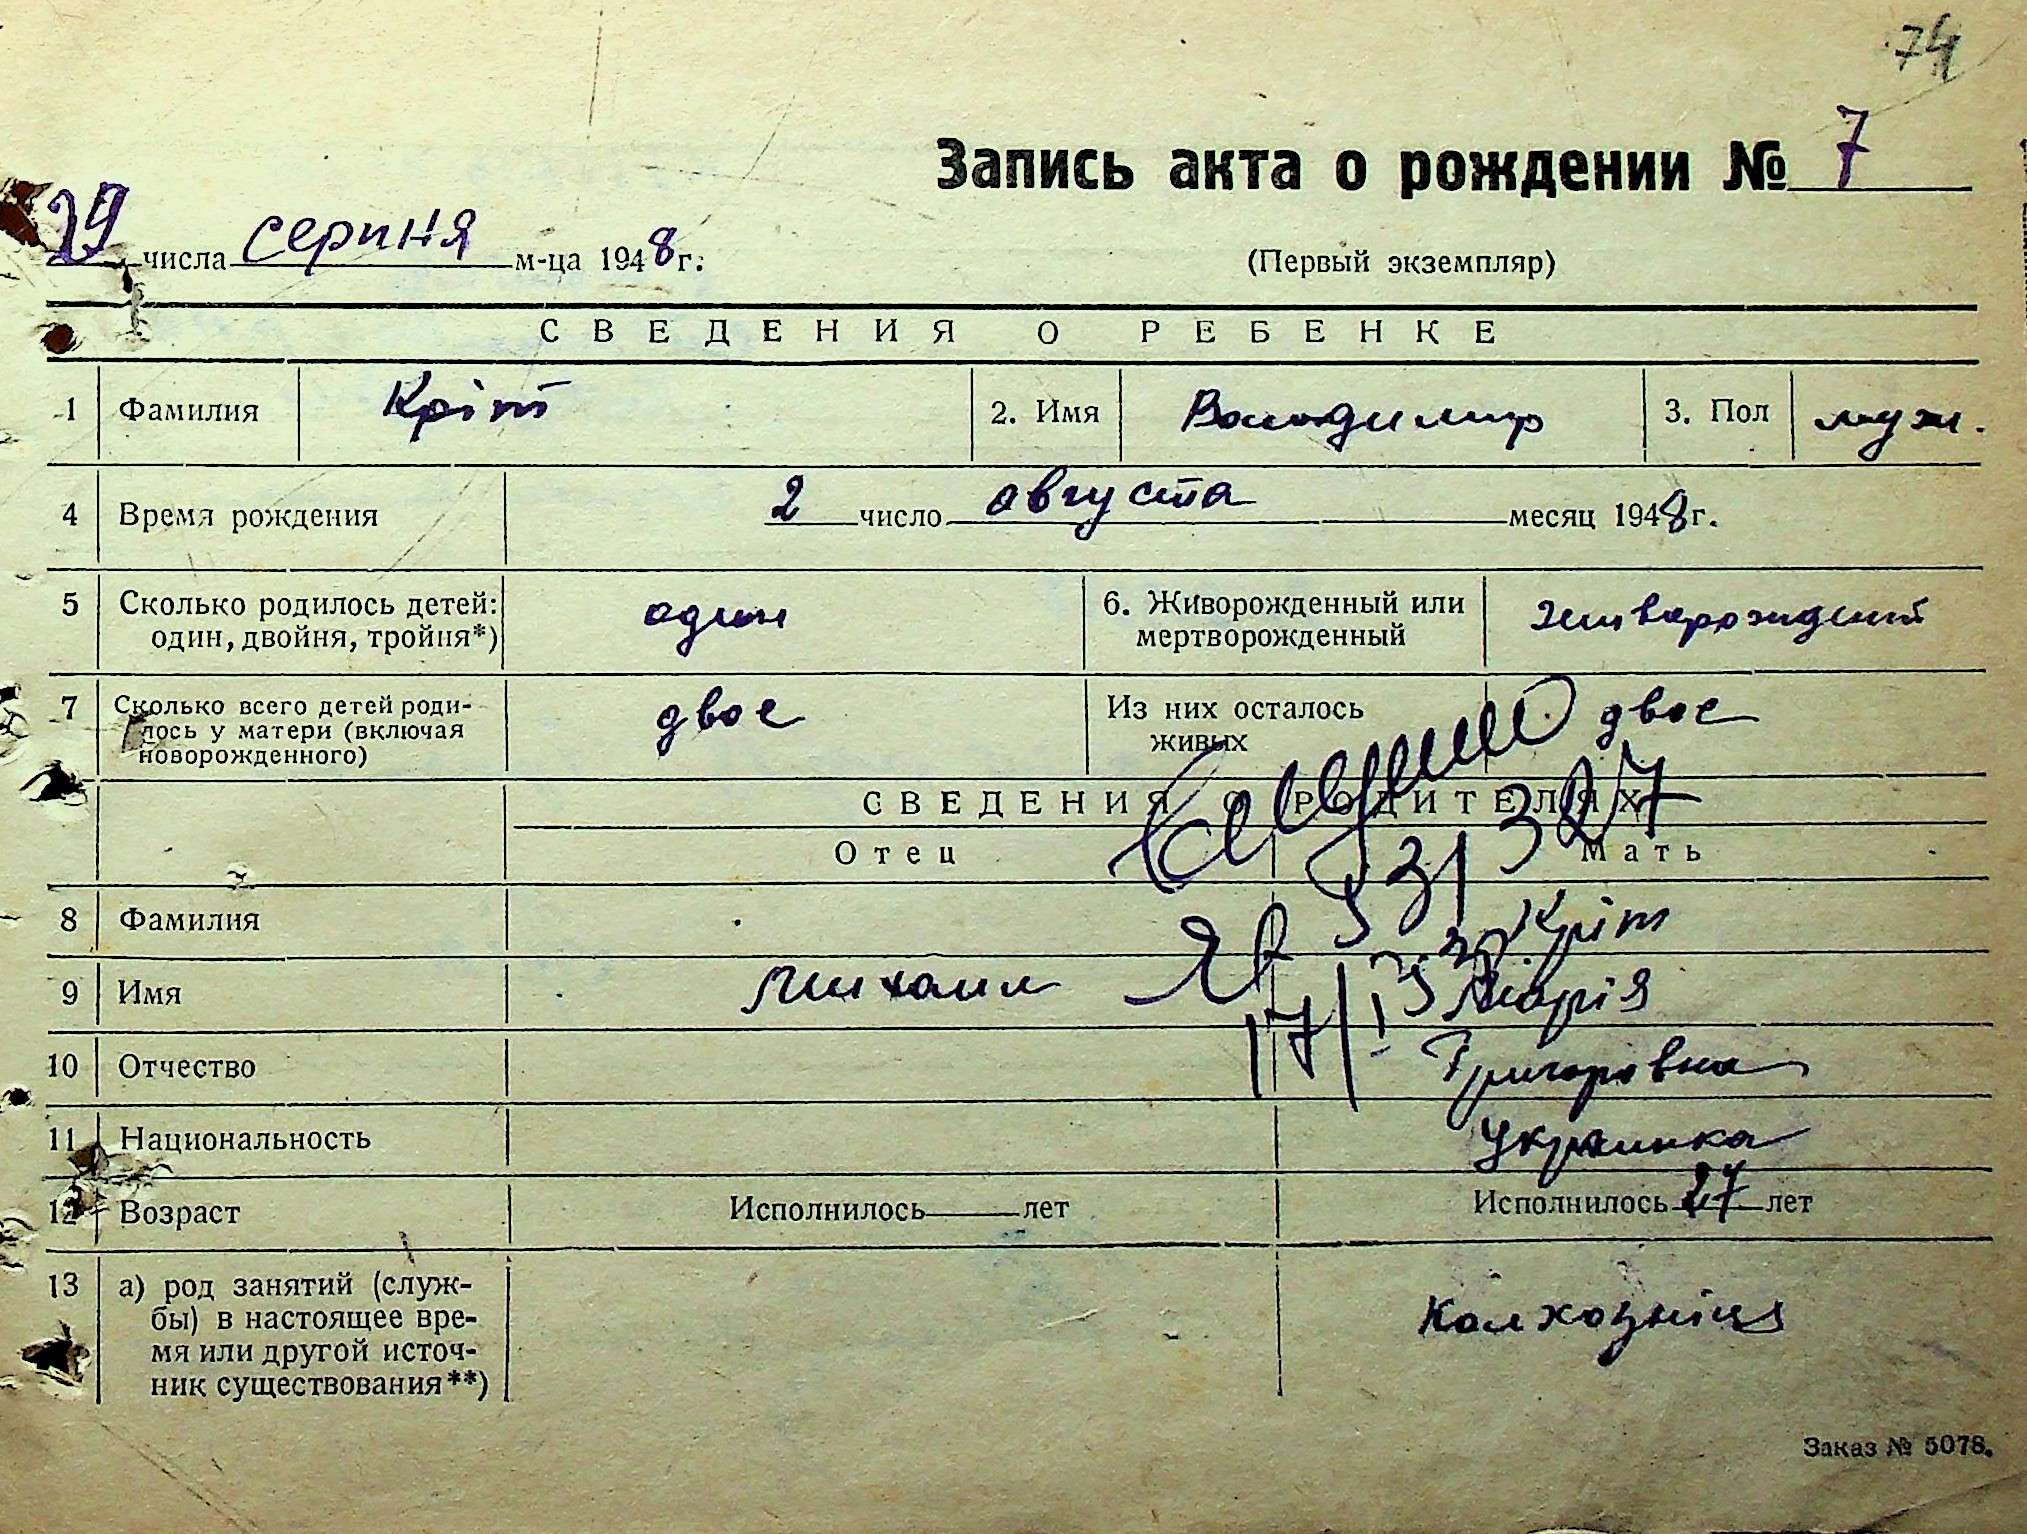 74
Запись акта о рождении № 7
29 числа серпня м-ца 1948 г.
(Первый экземпляр)
СВЕДЕНИЯ О РЕБЕНКЕ
1 Фамилия Кріт 2. Имя Володимир 3. Пол муж.
4 Время рождения 2 число августа месяц 1948 г.
5 Сколько родилось детей: один, двойня, тройня*) один 6. Живорожденный или мертворожденный
7 Сколько всего детей родилось у матери (включая новорожденного) двое Из них осталось живых двое
СВЕДЕНИЯ О РОДИТЕЛЯХ
Отец Мать
8 Фамилия Кріт
9 Имя Михаил Марія
10 Отчество Григоровна
11 Национальность Украинка
12 Возраст Исполнилось лет Исполнилось 27 лет
13 а) род занятий (службы) в настоящее время или другой источник существования**) Колхозніця
Заказ № 5078.